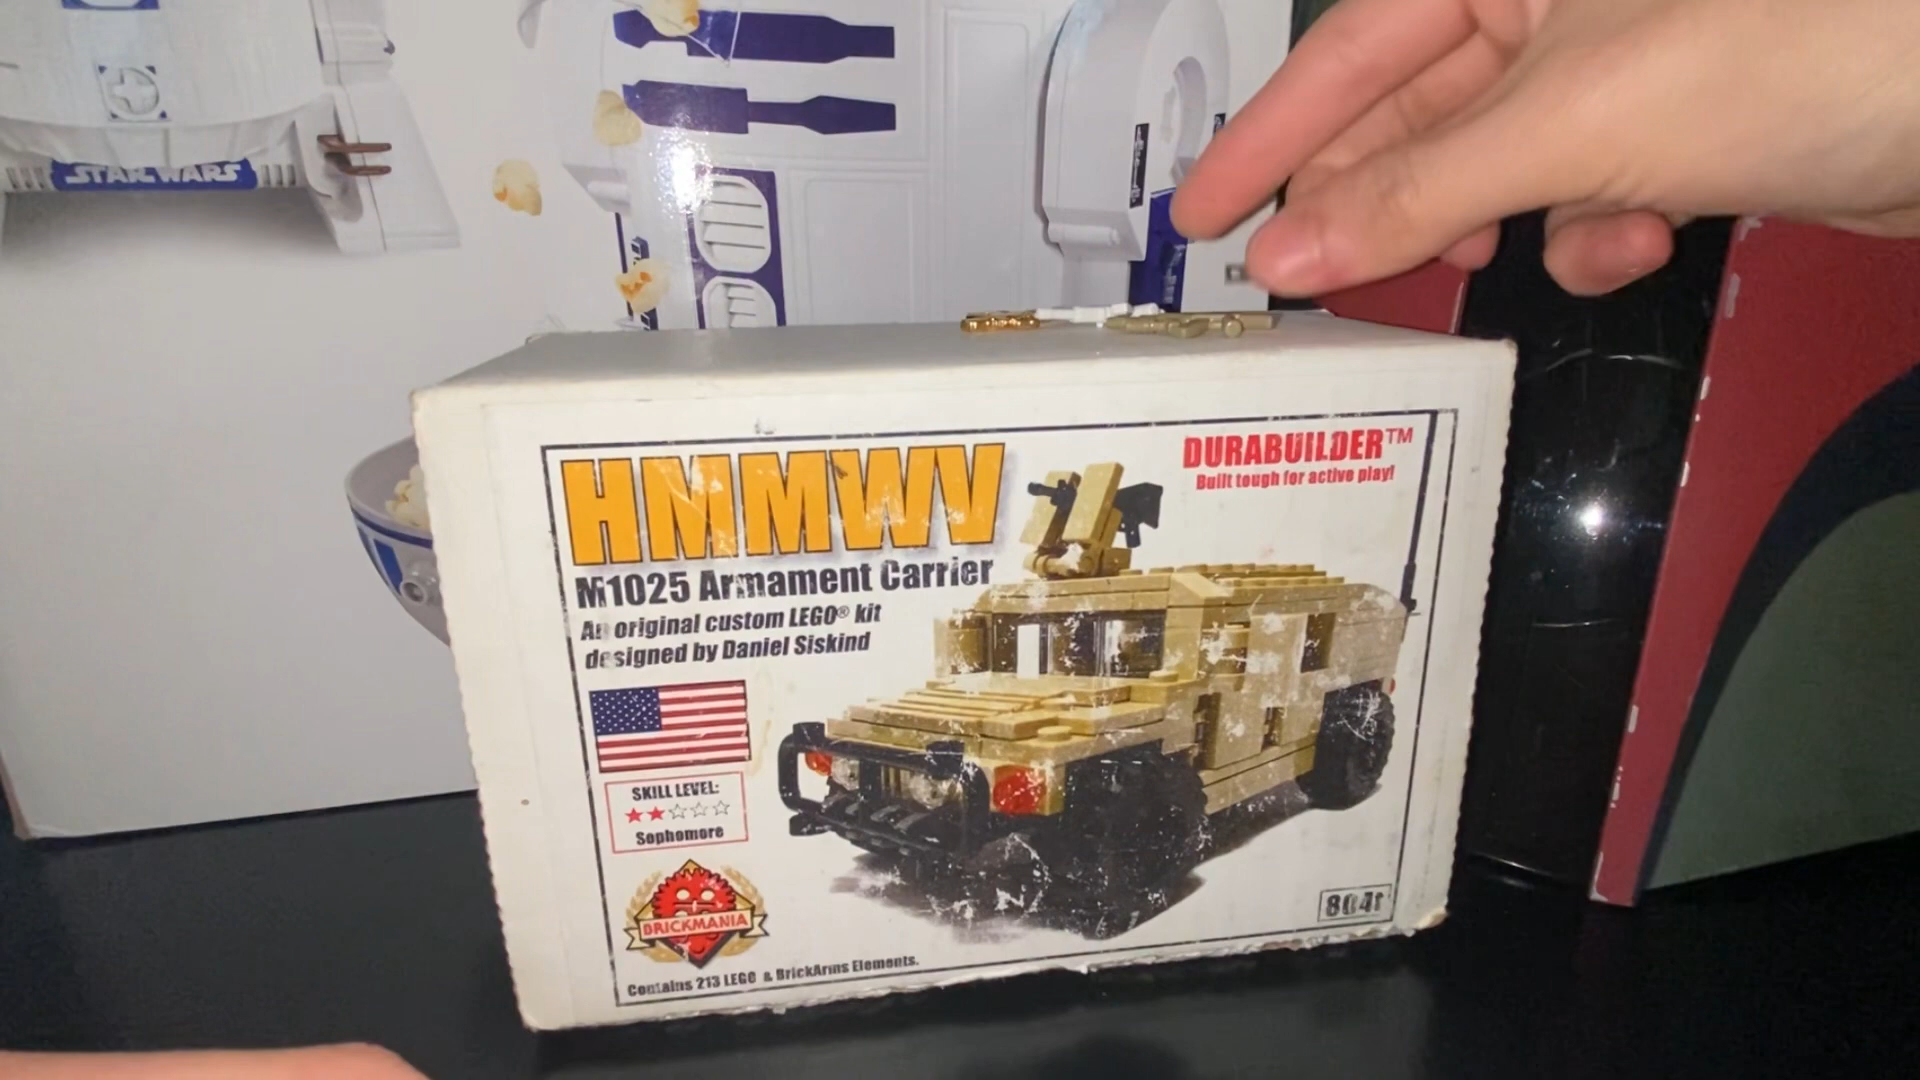 STAR WARS
HMMWV
M1025 Armament Carrier
An original custom LEGO® kit
designed by Daniel Siskind
DURABUILDER™
Built tough for active play!
SKILL LEVEL:
Sophomore
BRICKMANIA
Contains 213 LEGO & BrickArms Elements.